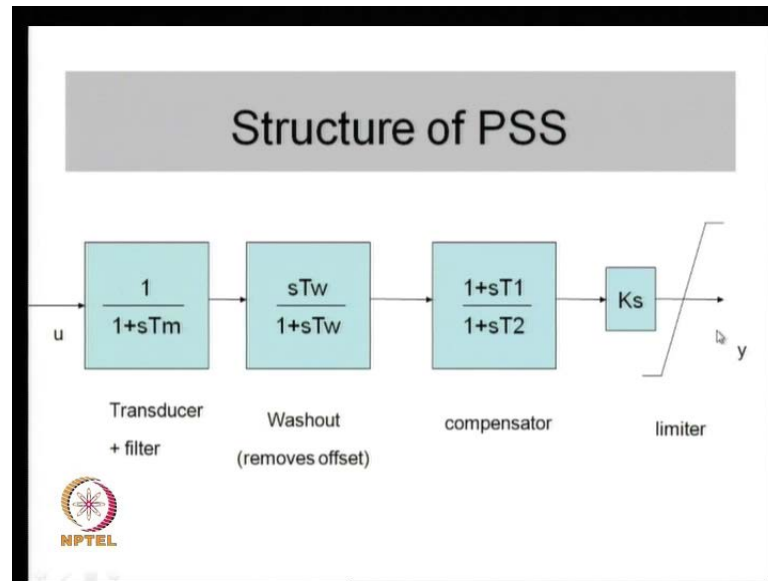 Structure of PSS
u
1
1+sTm
sTw
1+sTw
1+sT1
1+sT2
Ks
y
Transducer
+ filter
Washout
(removes offset)
compensator
limiter
NPTEL